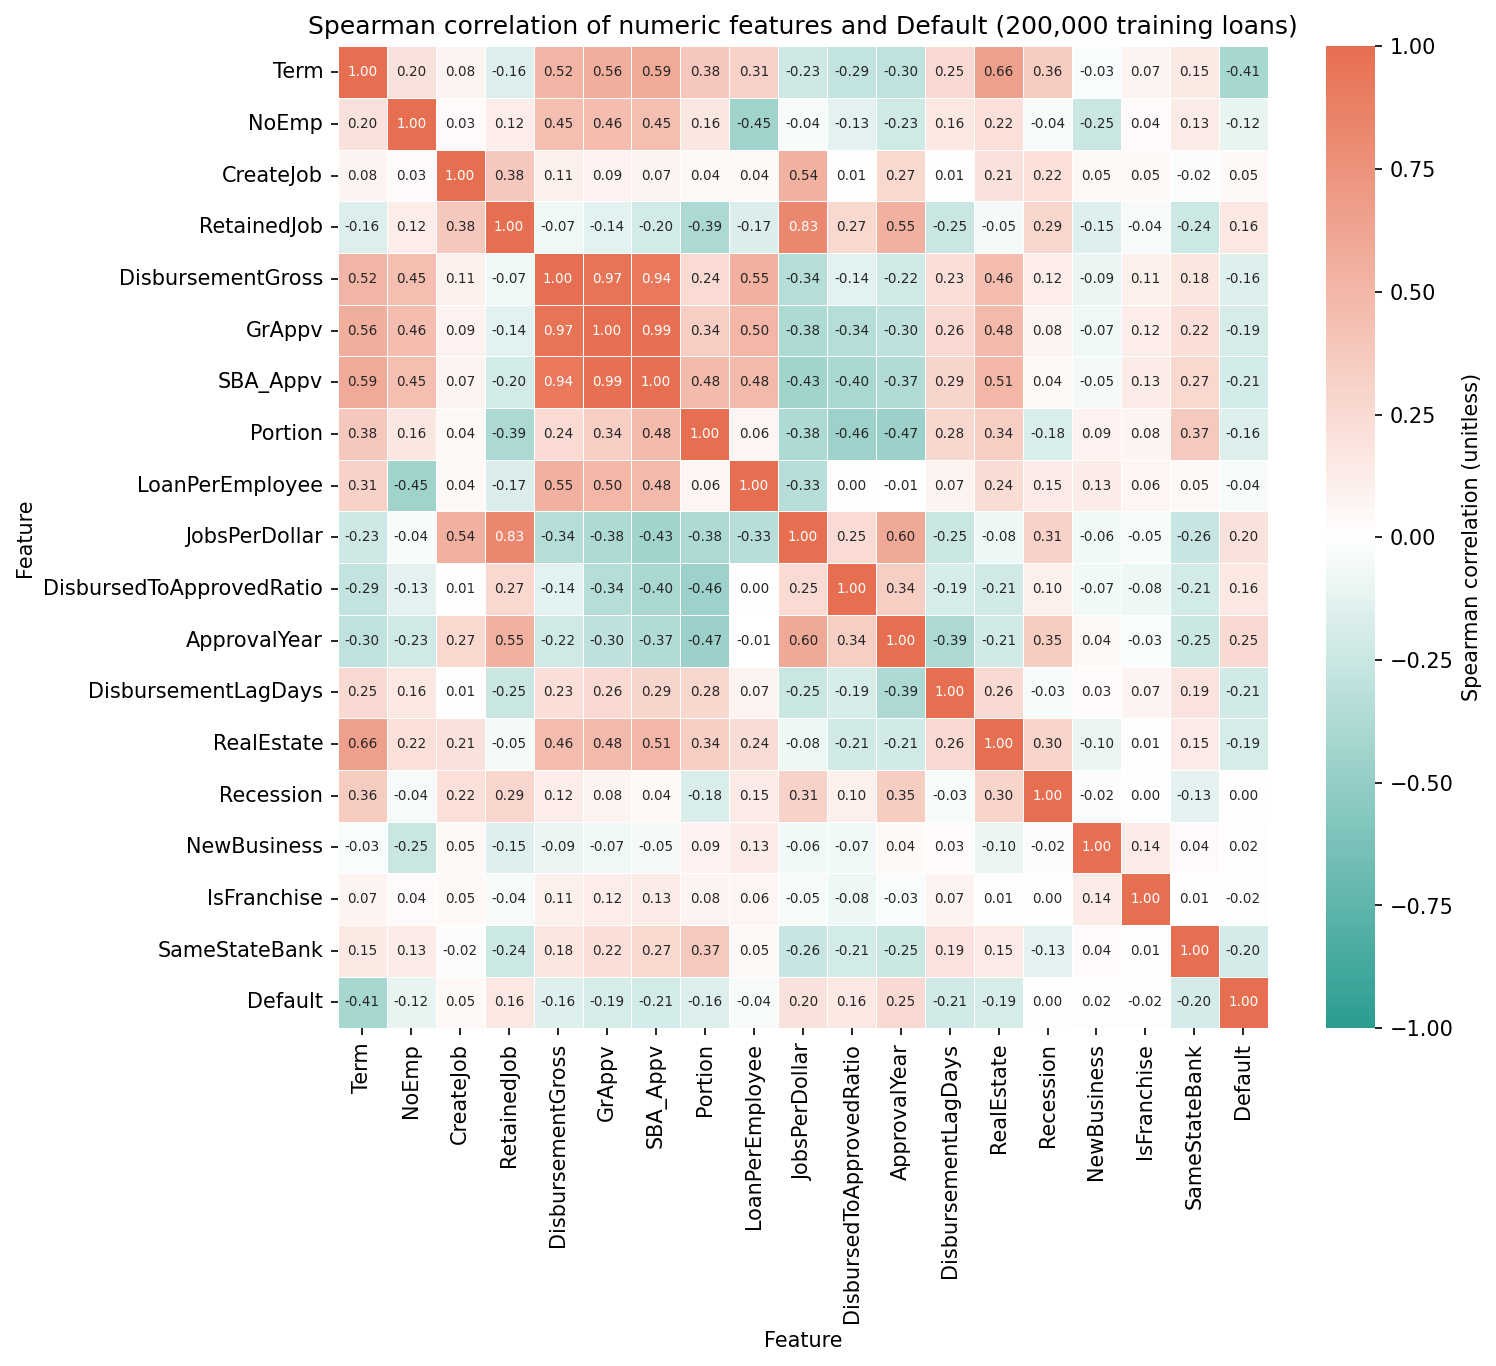 Spearman correlation of numeric features and Default (200,000 training loans)
Term 1.00 0.20 0.08 -0.16 0.52 0.56 0.59 0.38 0.31 -0.23 -0.29 -0.30 0.25 0.66 0.36 -0.03 0.07 0.15 -0.41
NoEmp 0.20 1.00 0.03 0.12 0.45 0.46 0.45 0.16 -0.45 -0.04 -0.13 -0.23 0.16 0.22 -0.04 -0.25 0.04 0.13 -0.12
CreateJob 0.08 0.03 1.00 0.38 0.11 0.09 0.07 0.04 0.04 0.54 0.01 0.27 0.01 0.21 0.22 0.05 0.05 -0.02 0.05
RetainedJob -0.16 0.12 0.38 1.00 -0.07 -0.14 -0.20 -0.39 -0.17 0.83 0.27 0.55 -0.25 -0.05 0.29 -0.15 -0.04 -0.24 0.16
DisbursementGross 0.52 0.45 0.11 -0.07 1.00 0.97 0.94 0.24 0.55 -0.34 -0.14 -0.22 0.23 0.46 0.12 -0.09 0.11 0.18 -0.16
GrAppv 0.56 0.46 0.09 -0.14 0.97 1.00 0.99 0.34 0.50 -0.38 -0.34 -0.30 0.26 0.48 0.08 -0.07 0.12 0.22 -0.19
SBA_Appv 0.59 0.45 0.07 -0.20 0.94 0.99 1.00 0.48 0.48 -0.43 -0.40 -0.37 0.29 0.51 0.04 -0.05 0.13 0.27 -0.21
Portion 0.38 0.16 0.04 -0.39 0.24 0.34 0.48 1.00 0.06 -0.38 -0.46 -0.47 0.28 0.34 -0.18 0.09 0.08 0.37 -0.16
LoanPerEmployee 0.31 -0.45 0.04 -0.17 0.55 0.50 0.48 0.06 1.00 -0.33 0.00 -0.01 0.07 0.24 0.15 0.13 0.06 0.05 -0.04
JobsPerDollar -0.23 -0.04 0.54 0.83 -0.34 -0.38 -0.43 -0.38 -0.33 1.00 0.25 0.60 -0.25 -0.08 0.31 -0.06 -0.05 -0.26 0.20
DisbursedToApprovedRatio -0.29 -0.13 0.01 0.27 -0.14 -0.34 -0.40 -0.46 0.00 0.25 1.00 0.34 -0.19 -0.21 0.10 -0.07 -0.08 -0.21 0.16
ApprovalYear -0.30 -0.23 0.27 0.55 -0.22 -0.30 -0.37 -0.47 -0.01 0.60 0.34 1.00 -0.39 -0.21 0.35 0.04 -0.03 -0.25 0.25
DisbursementLagDays 0.25 0.16 0.01 -0.25 0.23 0.26 0.29 0.28 0.07 -0.25 -0.19 -0.39 1.00 0.26 -0.03 0.03 0.07 0.19 -0.21
RealEstate 0.66 0.22 0.21 -0.05 0.46 0.48 0.51 0.34 0.24 -0.08 -0.21 -0.21 0.26 1.00 0.30 -0.10 0.01 0.15 -0.19
Recession 0.36 -0.04 0.22 0.29 0.12 0.08 0.04 -0.18 0.15 0.31 0.10 0.35 -0.03 0.30 1.00 -0.02 0.00 -0.13 0.00
NewBusiness -0.03 -0.25 0.05 -0.15 -0.09 -0.07 -0.05 0.09 0.13 -0.06 -0.07 0.04 0.03 -0.10 -0.02 1.00 0.14 0.04 0.02
IsFranchise 0.07 0.04 0.05 -0.04 0.11 0.12 0.13 0.08 0.06 -0.05 -0.08 -0.03 0.07 0.01 0.00 0.14 1.00 0.01 -0.02
SameStateBank 0.15 0.13 -0.02 -0.24 0.18 0.22 0.27 0.37 0.05 -0.26 -0.21 -0.25 0.19 0.15 -0.13 0.04 0.01 1.00 -0.20
Default -0.41 -0.12 0.05 0.16 -0.16 -0.19 -0.21 -0.16 -0.04 0.20 0.16 0.25 -0.21 -0.19 0.00 0.02 -0.02 -0.20 1.00
Feature
Term
NoEmp
CreateJob
RetainedJob
DisbursementGross
GrAppv
SBA_Appv
Portion
LoanPerEmployee
JobsPerDollar
DisbursedToApprovedRatio
ApprovalYear
DisbursementLagDays
RealEstate
Recession
NewBusiness
IsFranchise
SameStateBank
Default
Feature
1.00
0.75
0.50
0.25
0.00
−0.25
−0.50
−0.75
−1.00
Spearman correlation (unitless)